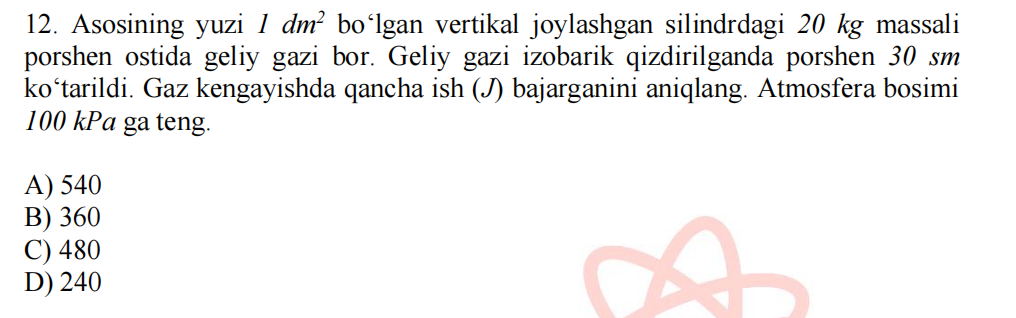 12. Asosining yuzi 1 dm² bo‘lgan vertikal joylashgan silindrdagi 20 kg massali
porshen ostida geliy gazi bor. Geliy gazi izobarik qizdirilganda porshen 30 sm
ko‘tarildi. Gaz kengayishda qancha ish (J) bajarganini aniqlang. Atmosfera bosimi
100 kPa ga teng.
A) 540
B) 360
C) 480
D) 240